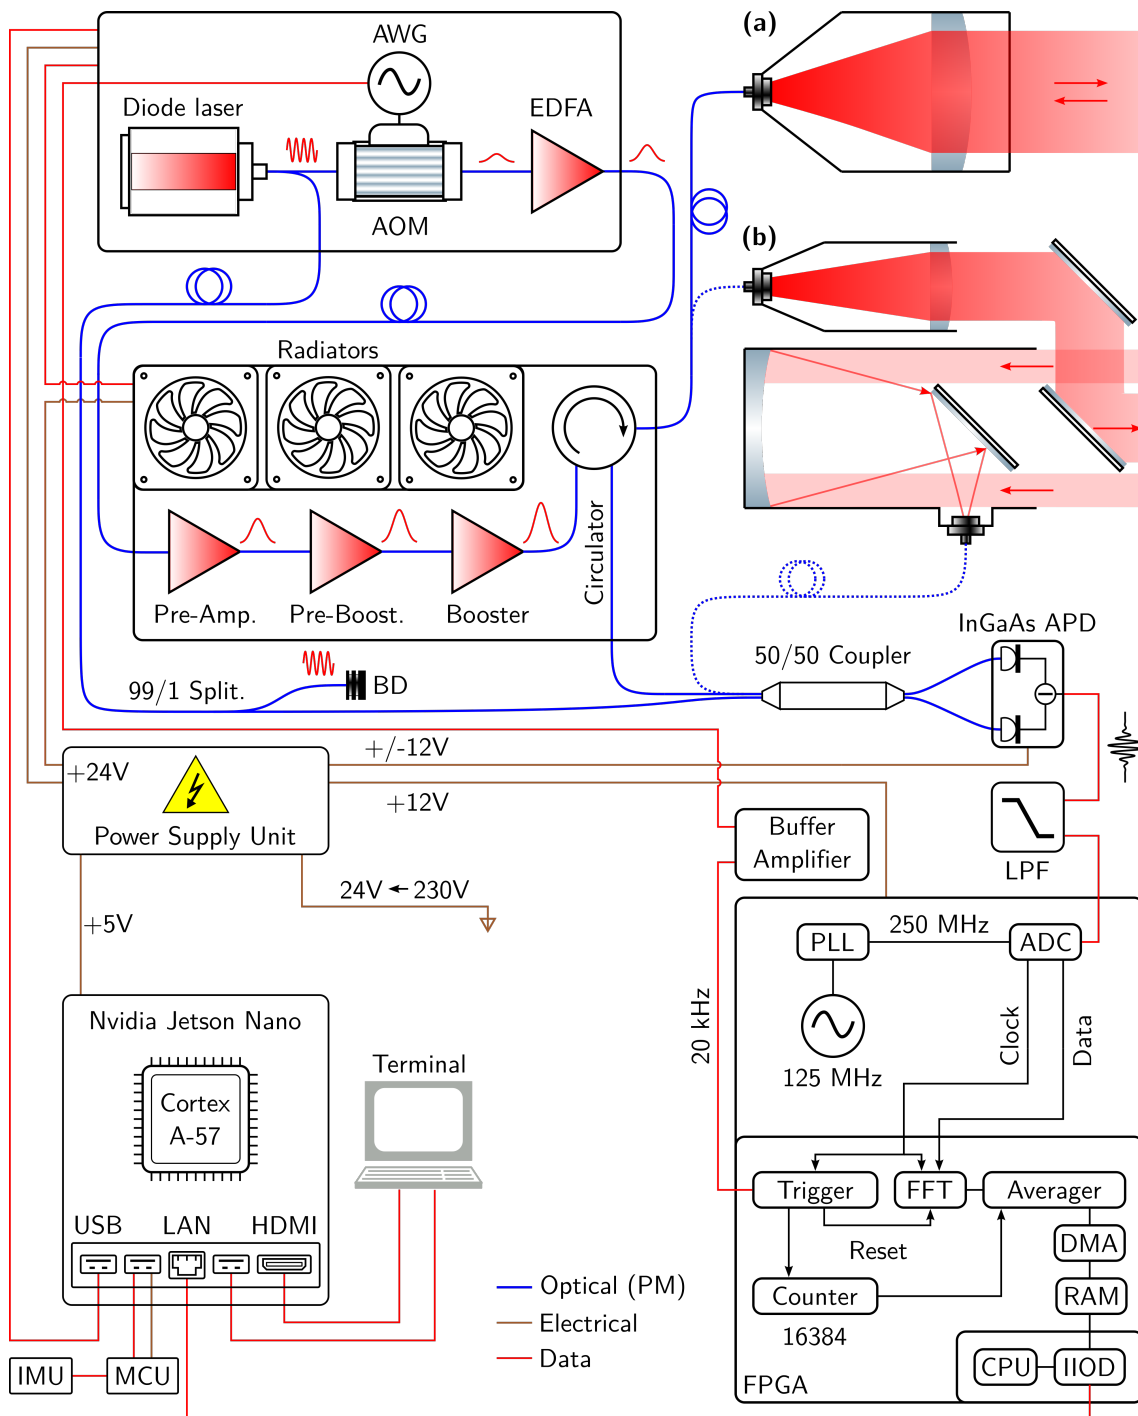 (a)
AWG
Diode laser
EDFA
AOM
(b)
Radiators
Circulator
Pre-Amp.
Pre-Boost.
Booster
InGaAs APD
50/50 Coupler
99/1 Split.
BD
+/-12V
+24V
+12V
Power Supply Unit
Buffer
Amplifier
LPF
24V
230V
+5V
250 MHz
PLL
ADC
20 kHz
Clock
Data
125 MHz
Nvidia Jetson Nano
Terminal
Cortex
A-57
Trigger
FFT
Averager
USB
LAN
HDMI
Reset
DMA
Counter
RAM
16384
Optical (PM)
Electrical
Data
IMU
MCU
CPU
IIOD
FPGA